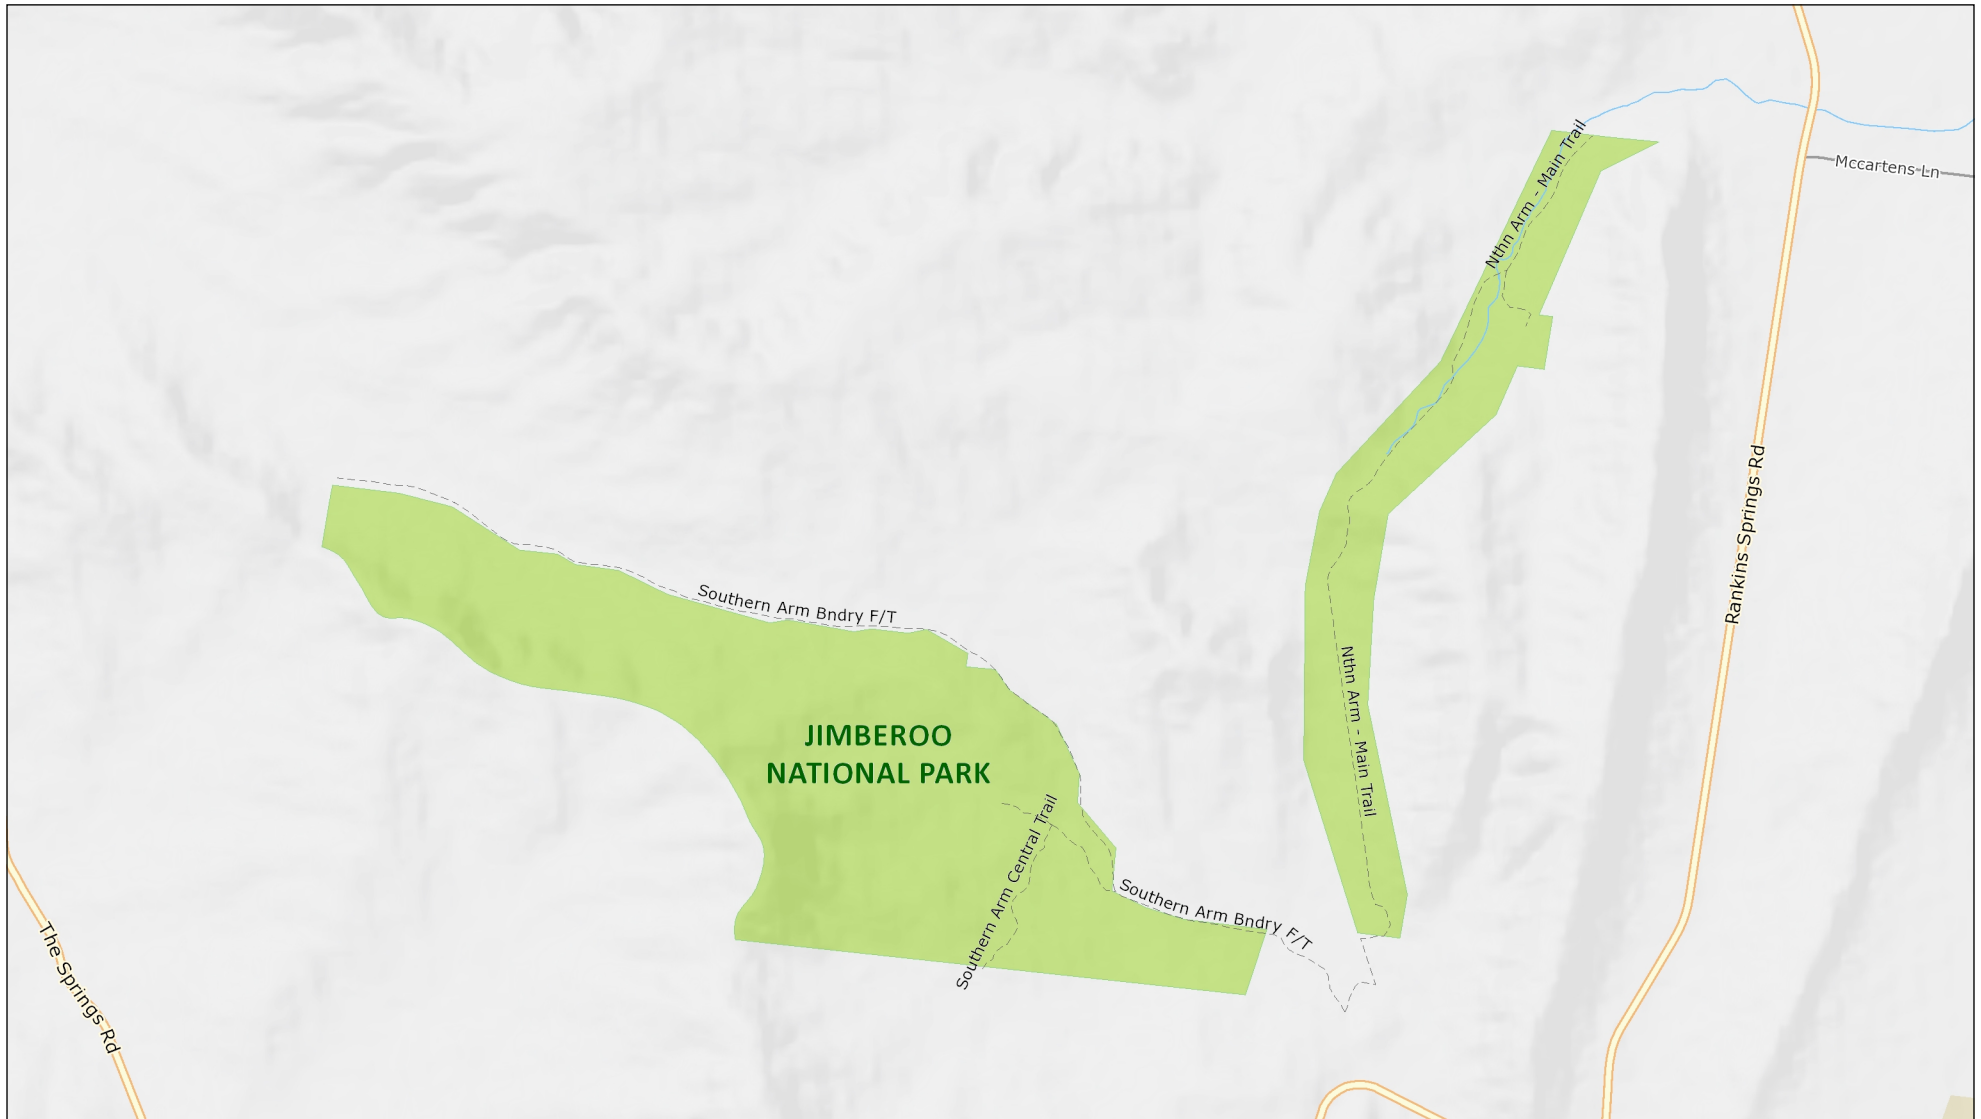 Nthn Arm - Main Trail
Mccartens Ln
Rankins Springs Rd
Southern Arm Bndry F/T
Nthn Arm - Main Trail
JIMBEROO
NATIONAL PARK
Southern Arm Central Trail
Southern Arm Bndry F/T
The Springs Rd